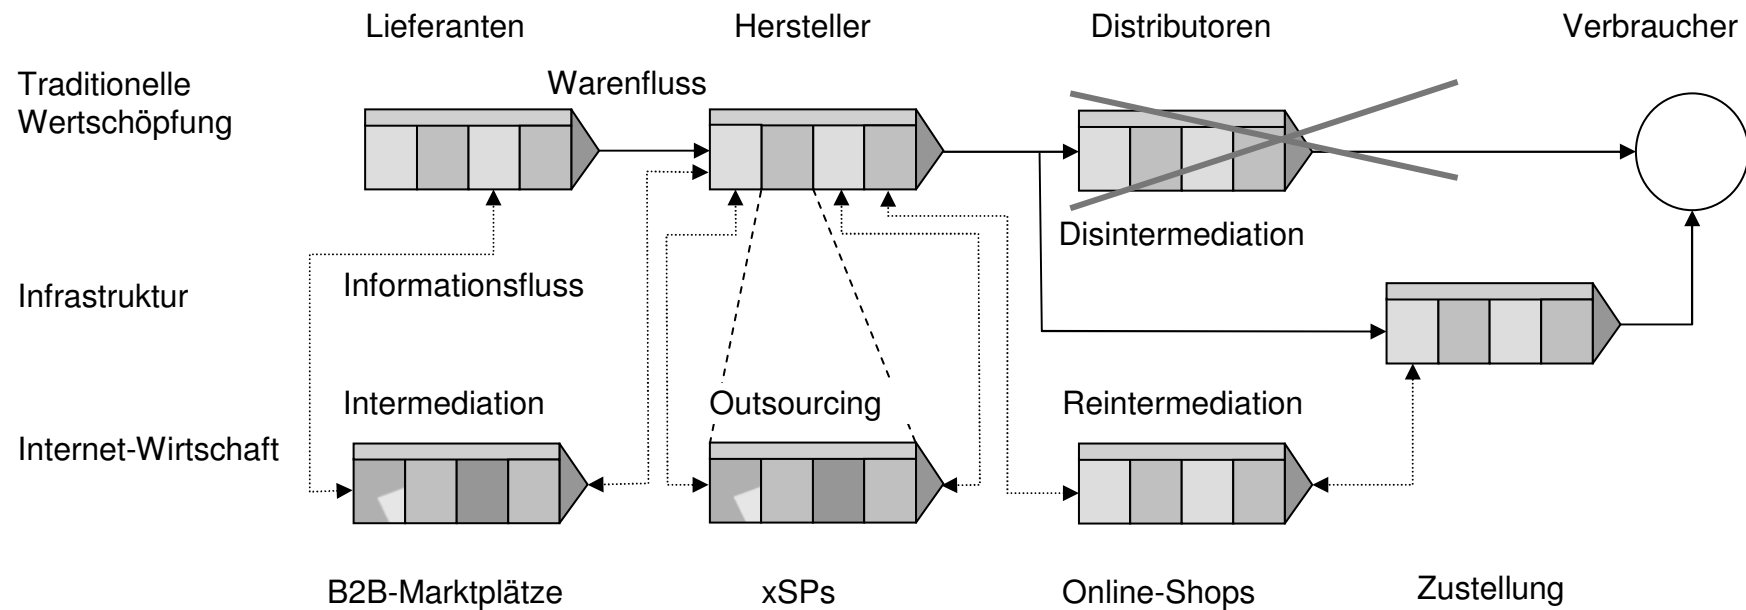 Lieferanten
Hersteller
Distributoren
Verbraucher
Traditionelle
Wertschöpfung
Warenfluss
Disintermediation
Infrastruktur
Informationsfluss
Intermediation
Outsourcing
Reintermediation
Internet-Wirtschaft
B2B-Marktplätze
xSPs
Online-Shops
Zustellung